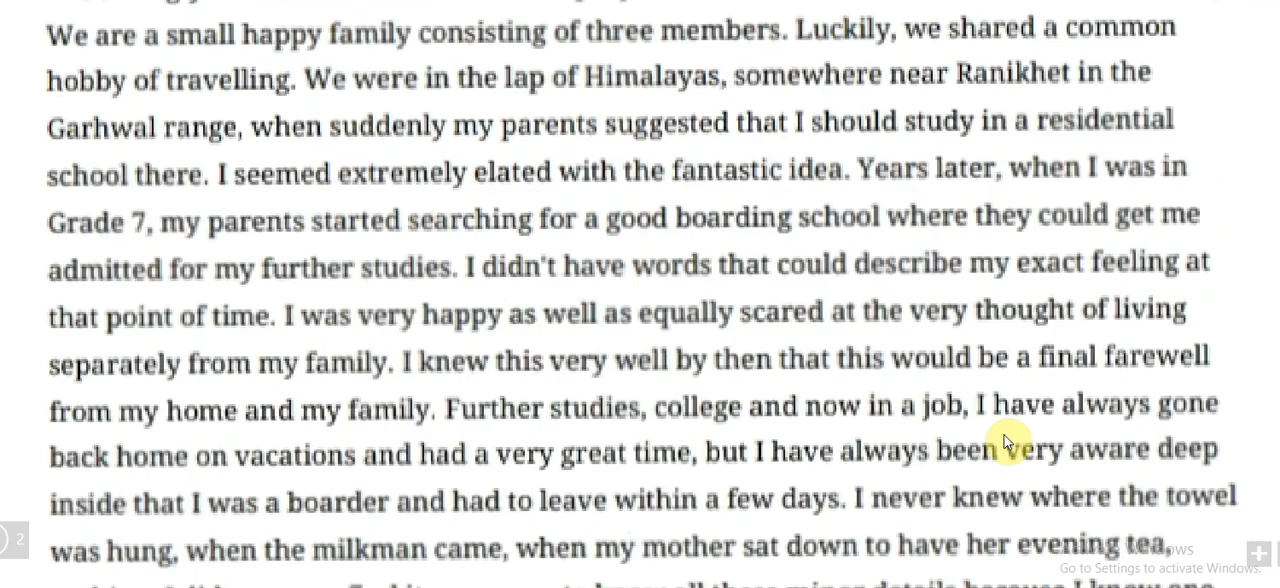 We are a small happy family consisting of three members. Luckily, we shared a common
hobby of travelling. We were in the lap of Himalayas, somewhere near Ranikhet in the
Garhwal range, when suddenly my parents suggested that I should study in a residential
school there. I seemed extremely elated with the fantastic idea. Years later, when I was in
Grade 7, my parents started searching for a good boarding school where they could get me
admitted for my further studies. I didn't have words that could describe my exact feeling at
that point of time. I was very happy as well as equally scared at the very thought of living
separately from my family. I knew this very well by then that this would be a final farewell
from my home and my family. Further studies, college and now in a job, I have always gone
back home on vacations and had a very great time, but I have always been very aware deep
inside that I was a boarder and had to leave within a few days. I never knew where the towel
2
was hung, when the milkman came, when my mother sat down to have her evening tea,
Go to Settings to activate Windows.